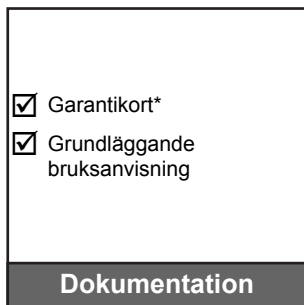 ☑ Garantikort*
☑ Grundläggande
bruksanvisning
Dokumentation